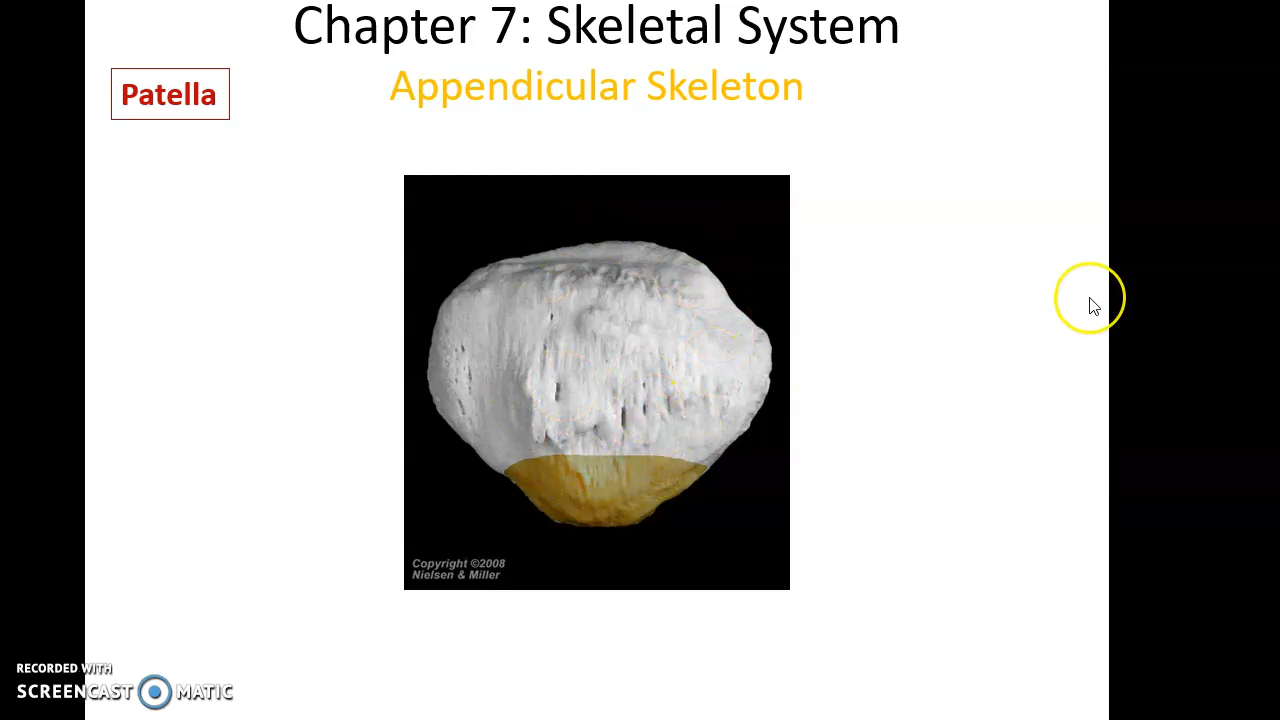 Chapter 7: Skeletal System
Patella
Appendicular Skeleton
Copyright ©2008
Nielsen & Miller
RECORDED WITH
SCREENCAST MATIC